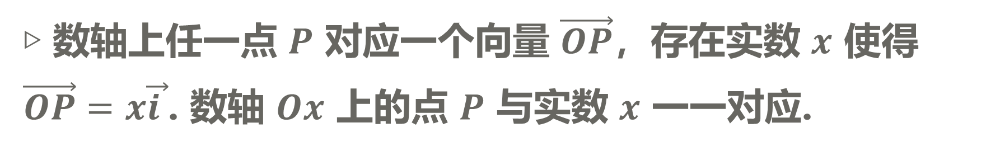 ▷ 数轴上任一点 P 对应一个向量 $\overrightarrow{OP}$，存在实数 x 使得
$\overrightarrow{OP} = x\vec{i}$. 数轴 Ox 上的点 P 与实数 x 一一对应.